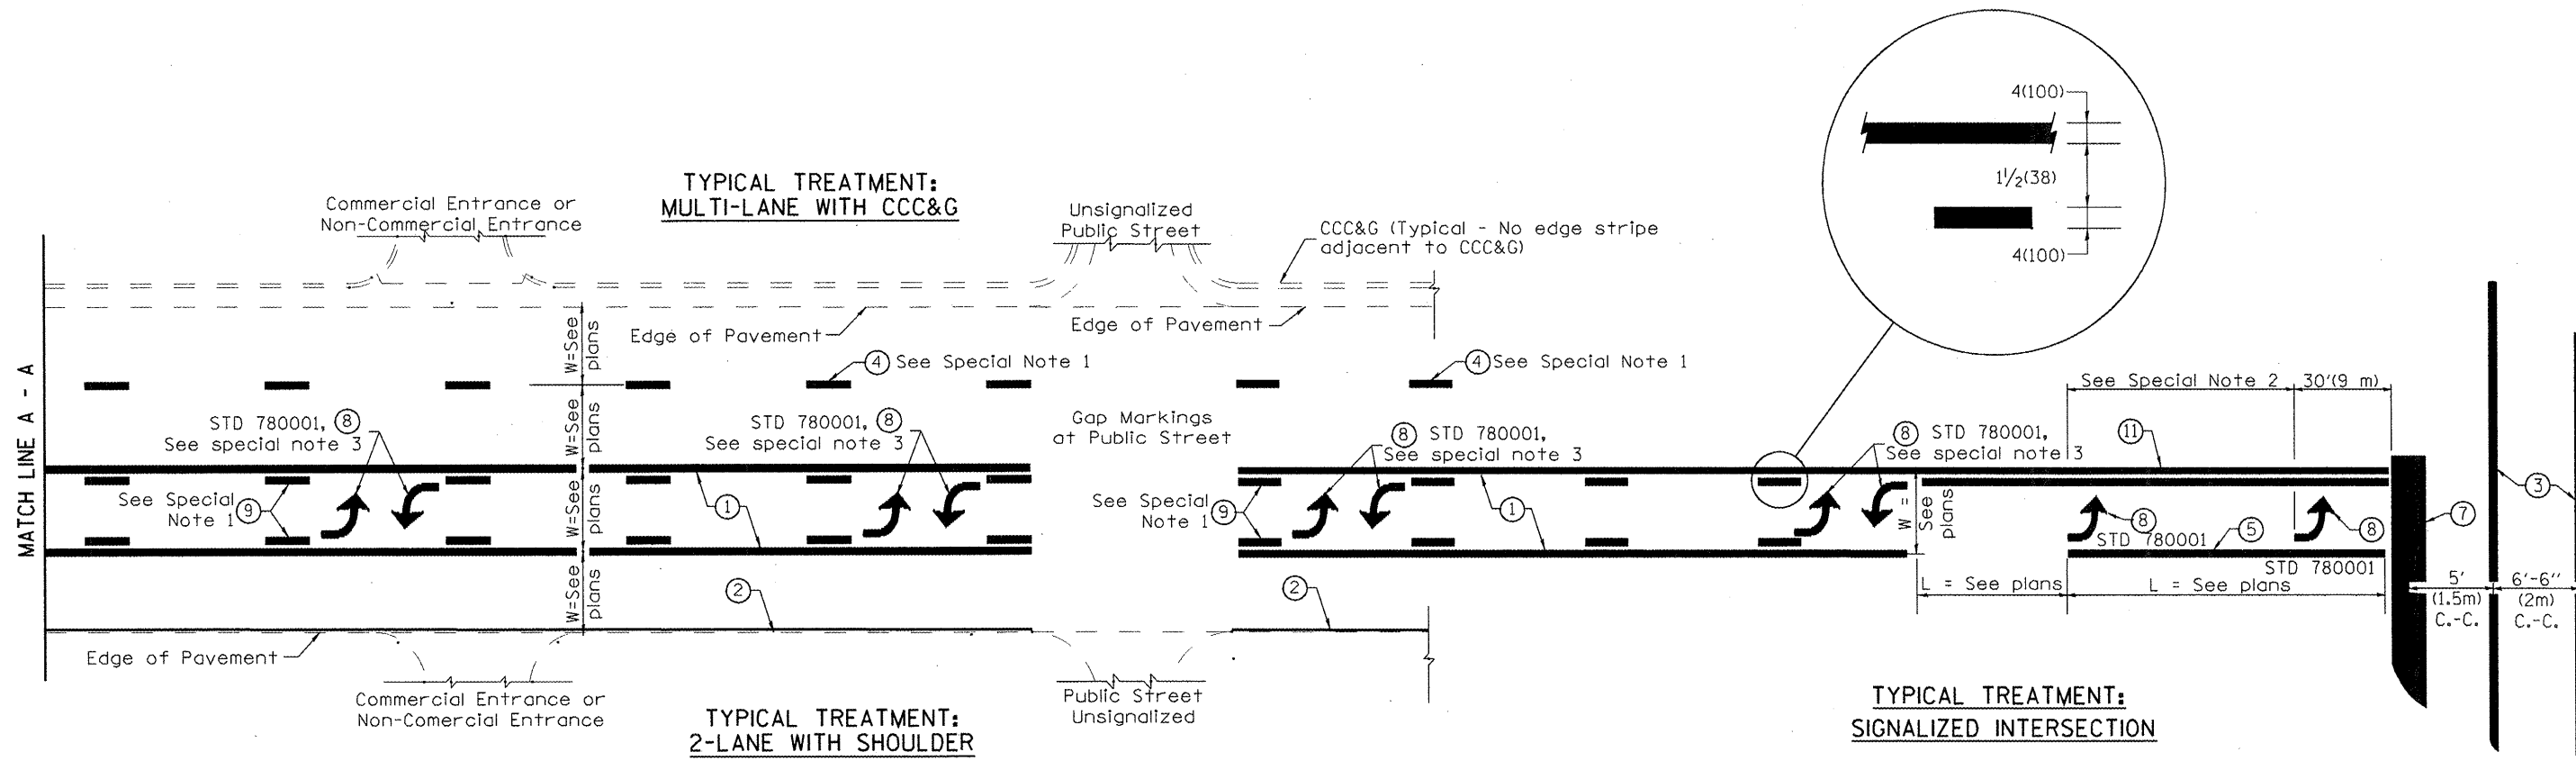 MATCH LINE A - A
TYPICAL TREATMENT:
MULTI-LANE WITH CCC&G
Commercial Entrance or
Non-Commercial Entrance
Unsignalized
Public Street
CCC&G (Typical - No edge stripe
adjacent to CCC&G)
Edge of Pavement
Edge of Pavement
W=See
plans
4 See Special Note 1
4 See Special Note 1
STD 780001, 8
See special note 3
W=See
plans
STD 780001, 8
See special note 3
Gap Markings
at Public Street
8 STD 780001,
See special note 3
8 STD 780001,
See special note 3
4(100)
1 1/2(38)
4(100)
See Special Note 2
30'(9 m)
11
See Special
Note 1 9
W=See
plans
1
See Special
Note 1 9
1
W =
See
plans
8
STD 780001
5
8
STD 780001
7
3
W=See
plans
2
2
L = See plans
L = See plans
5'
(1.5m)
C.-C.
6'-6"
(2m)
C.-C.
Edge of Pavement
Commercial Entrance or
Non-Comercial Entrance
Public Street
Unsignalized
TYPICAL TREATMENT:
2-LANE WITH SHOULDER
TYPICAL TREATMENT:
SIGNALIZED INTERSECTION